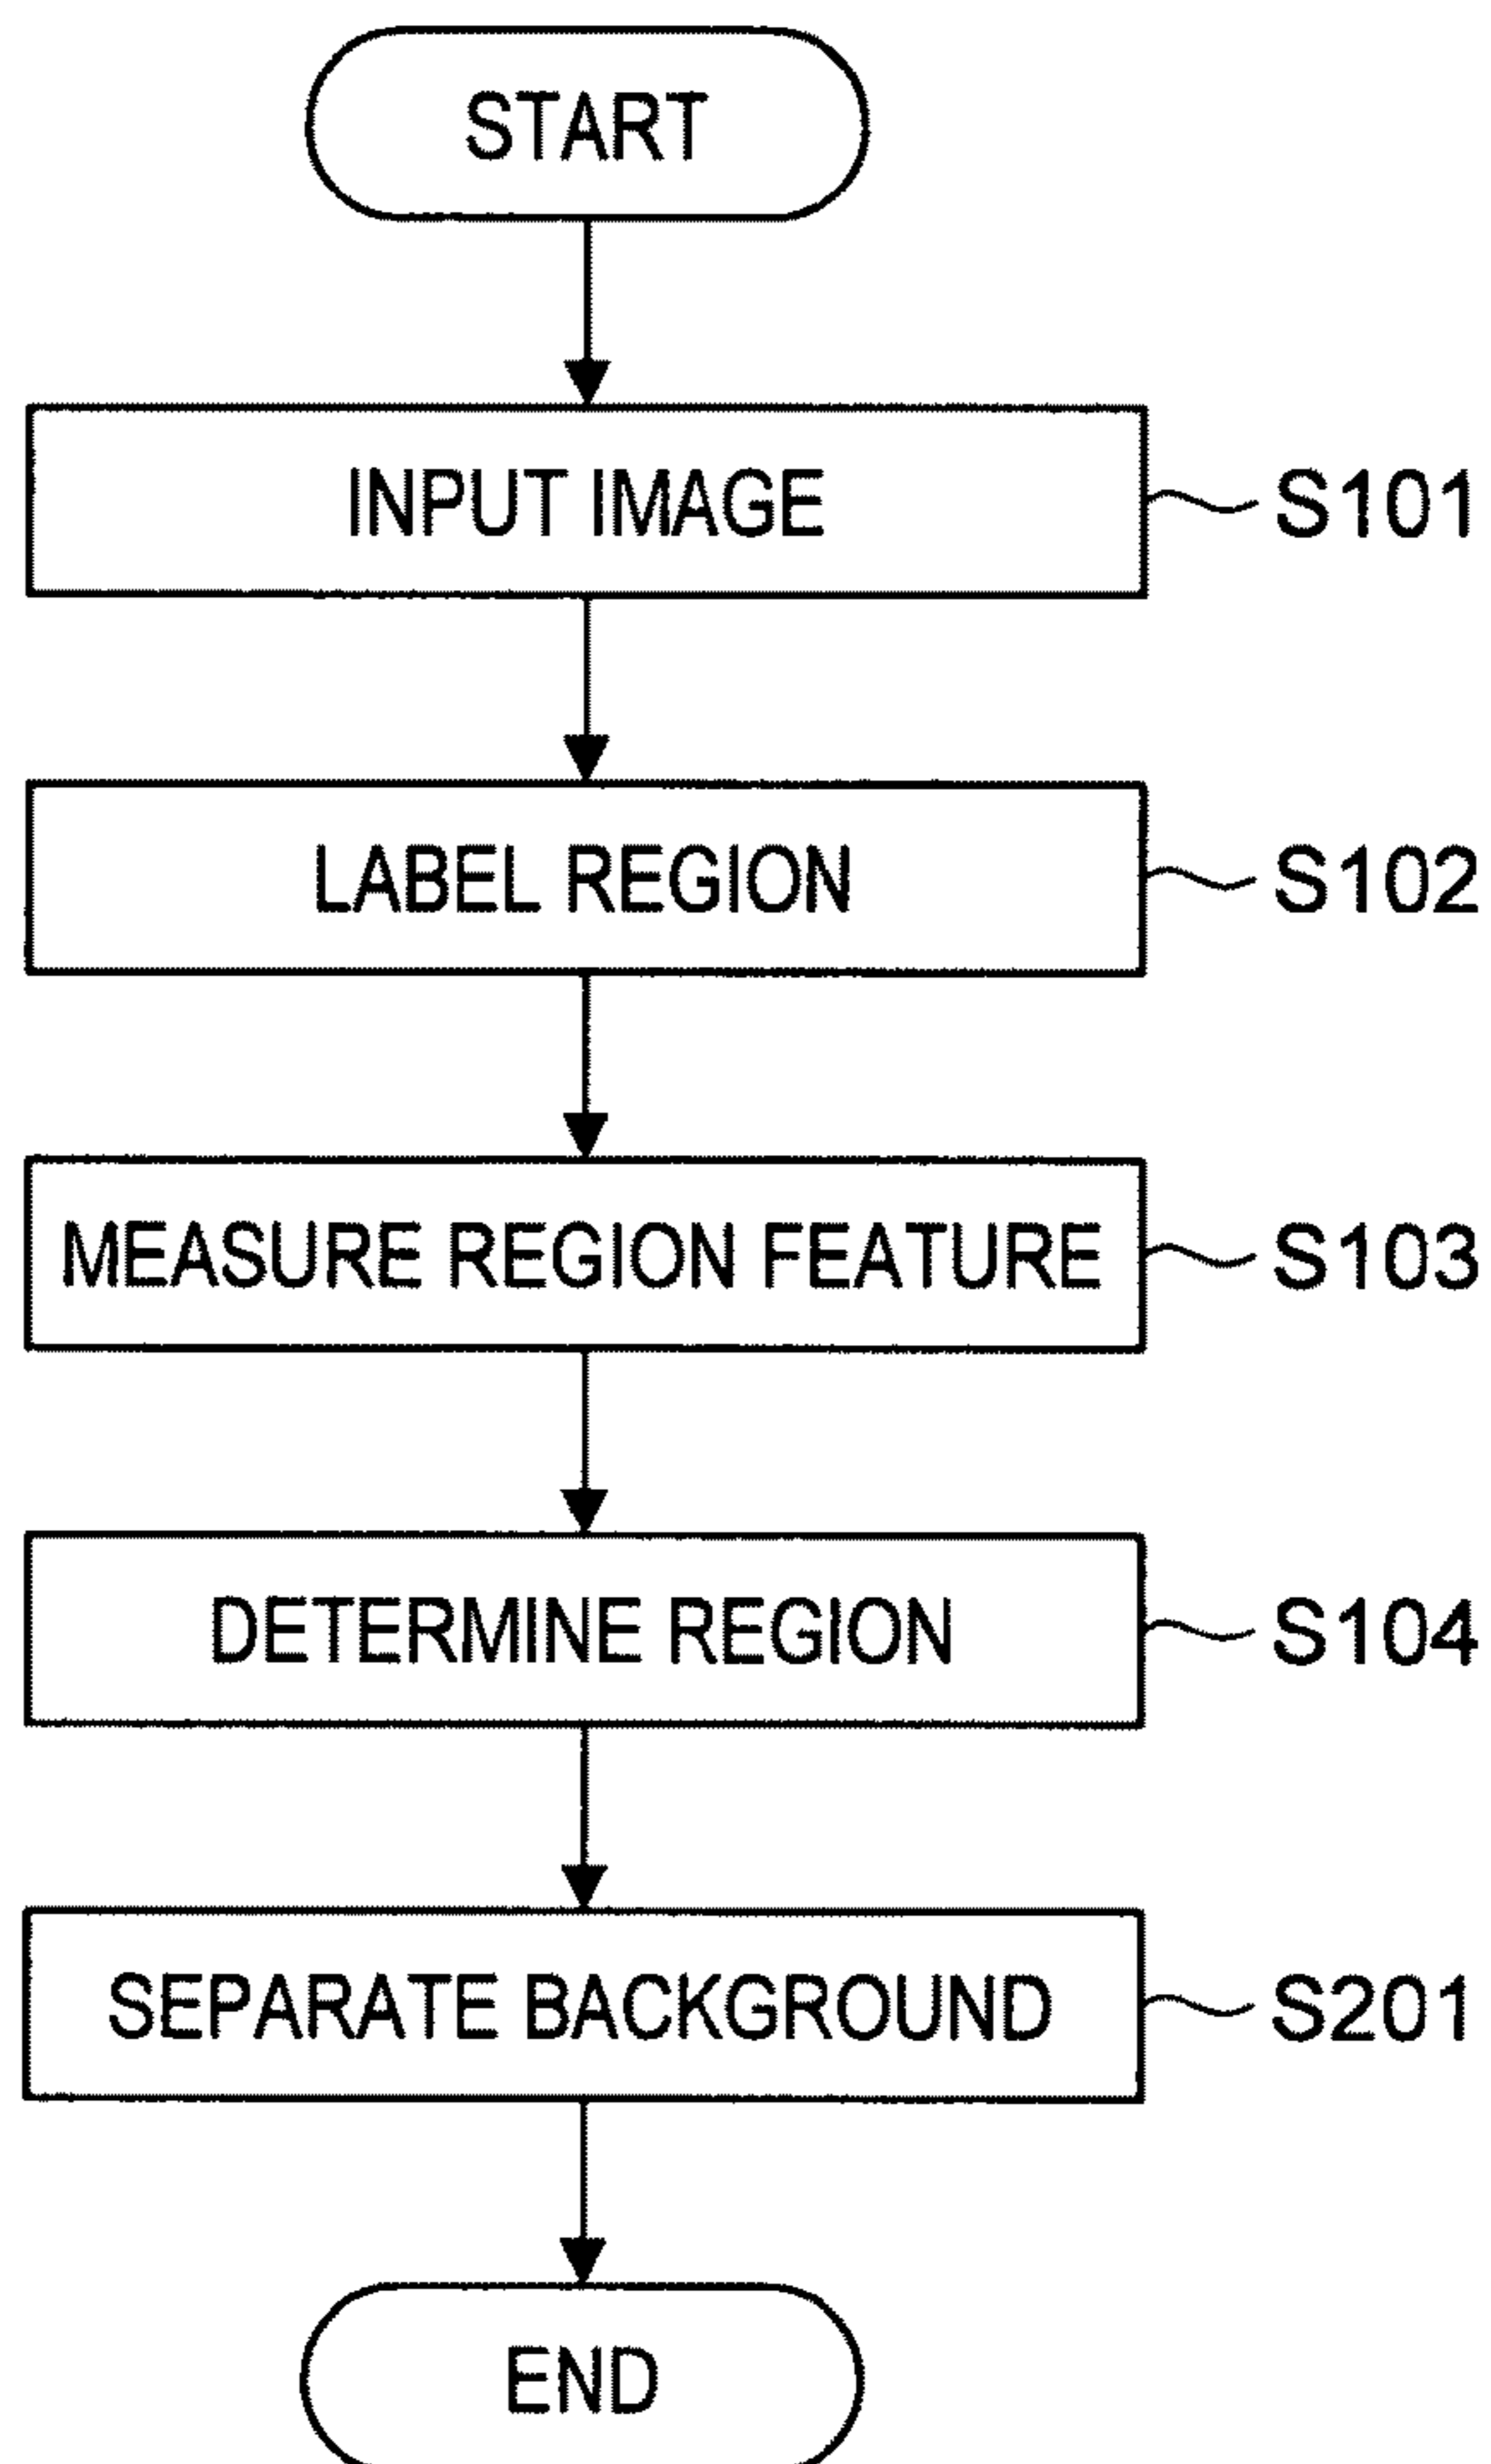 START
INPUT IMAGE
S101
LABEL REGION
S102
MEASURE REGION FEATURE
S103
DETERMINE REGION
S104
SEPARATE BACKGROUND
S201
END